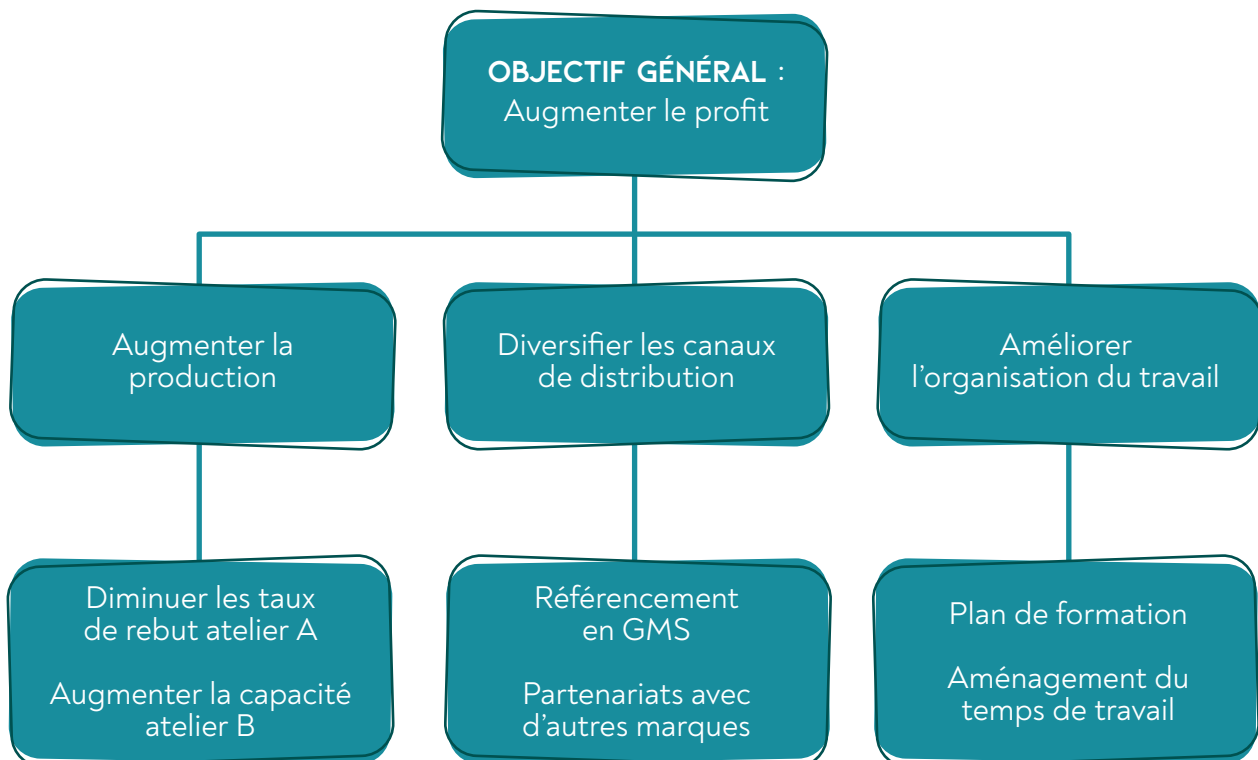 OBJECTIF GÉNÉRAL :
Augmenter le profit
Augmenter la
production
Diversifier les canaux
de distribution
Améliorer
l’organisation du travail
Diminuer les taux
de rebut atelier A
Augmenter la capacité
atelier B
Référencement
en GMS
Partenariats avec
d’autres marques
Plan de formation
Aménagement du
temps de travail